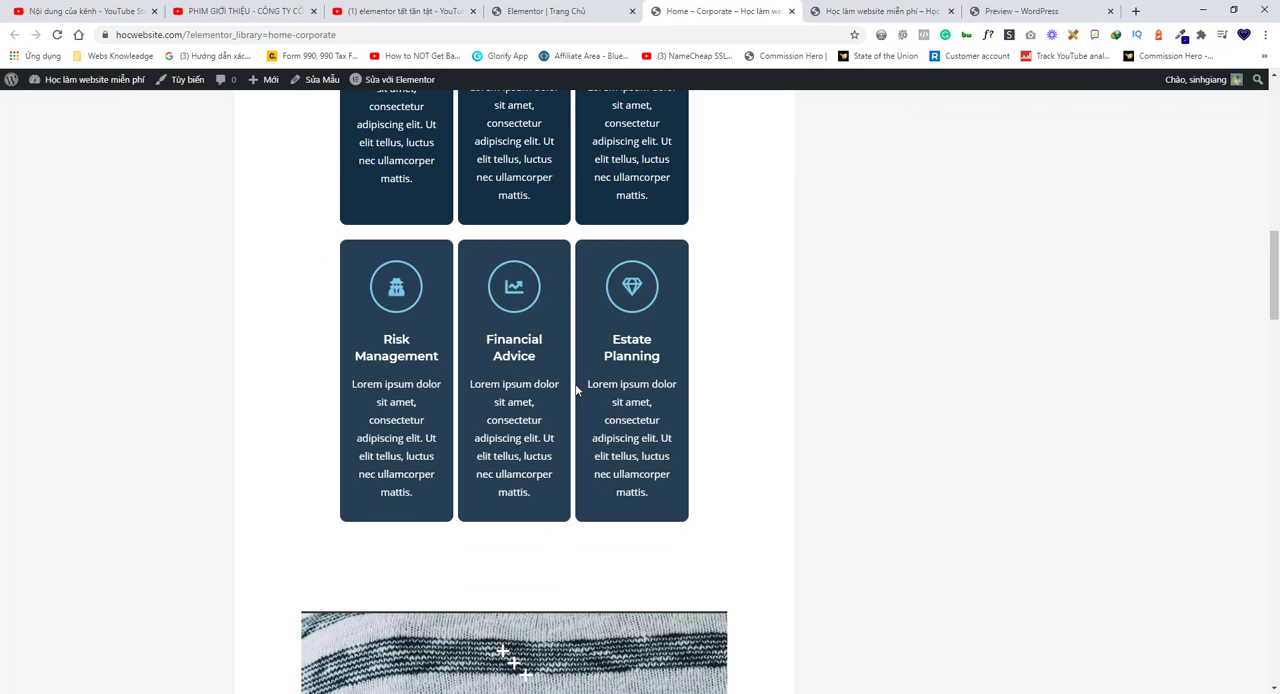 Nội dung của kênh - YouTube St
PHIM GIỚI THIỆU - CÔNG TY CỔ
(1) elementor tất tần tật - YouTu
Elementor | Trang Chủ
Home – Corporate – Học làm we
Học làm website miễn phí – Học
Preview – WordPress
hocwebsite.com/?elementor_library=home-corporate
Ứng dụng
Webs Knowleadge
(3) Hướng dẫn xác...
Form 990, 990 Tax F...
How to NOT Get Ba...
Glorify App
Affiliate Area - Blue...
(3) NameCheap SSL...
Commission Hero -...
State of the Union
Customer account
Track YouTube anal...
Commission Hero -...
Học làm website miễn phí
Tùy biến
0
Mới
Sửa Mẫu
Sửa với Elementor
Chào, sinhgiang
sit amet,
consectetur
adipiscing elit. Ut
elit tellus, luctus
nec ullamcorper
mattis.
Lorem ipsum dolor
sit amet,
consectetur
adipiscing elit. Ut
elit tellus, luctus
nec ullamcorper
mattis.
Lorem ipsum dolor
sit amet,
consectetur
adipiscing elit. Ut
elit tellus, luctus
nec ullamcorper
mattis.
Risk
Management
Lorem ipsum dolor
sit amet,
consectetur
adipiscing elit. Ut
elit tellus, luctus
nec ullamcorper
mattis.
Financial
Advice
Lorem ipsum dolor
sit amet,
consectetur
adipiscing elit. Ut
elit tellus, luctus
nec ullamcorper
mattis.
Estate
Planning
Lorem ipsum dolor
sit amet,
consectetur
adipiscing elit. Ut
elit tellus, luctus
nec ullamcorper
mattis.